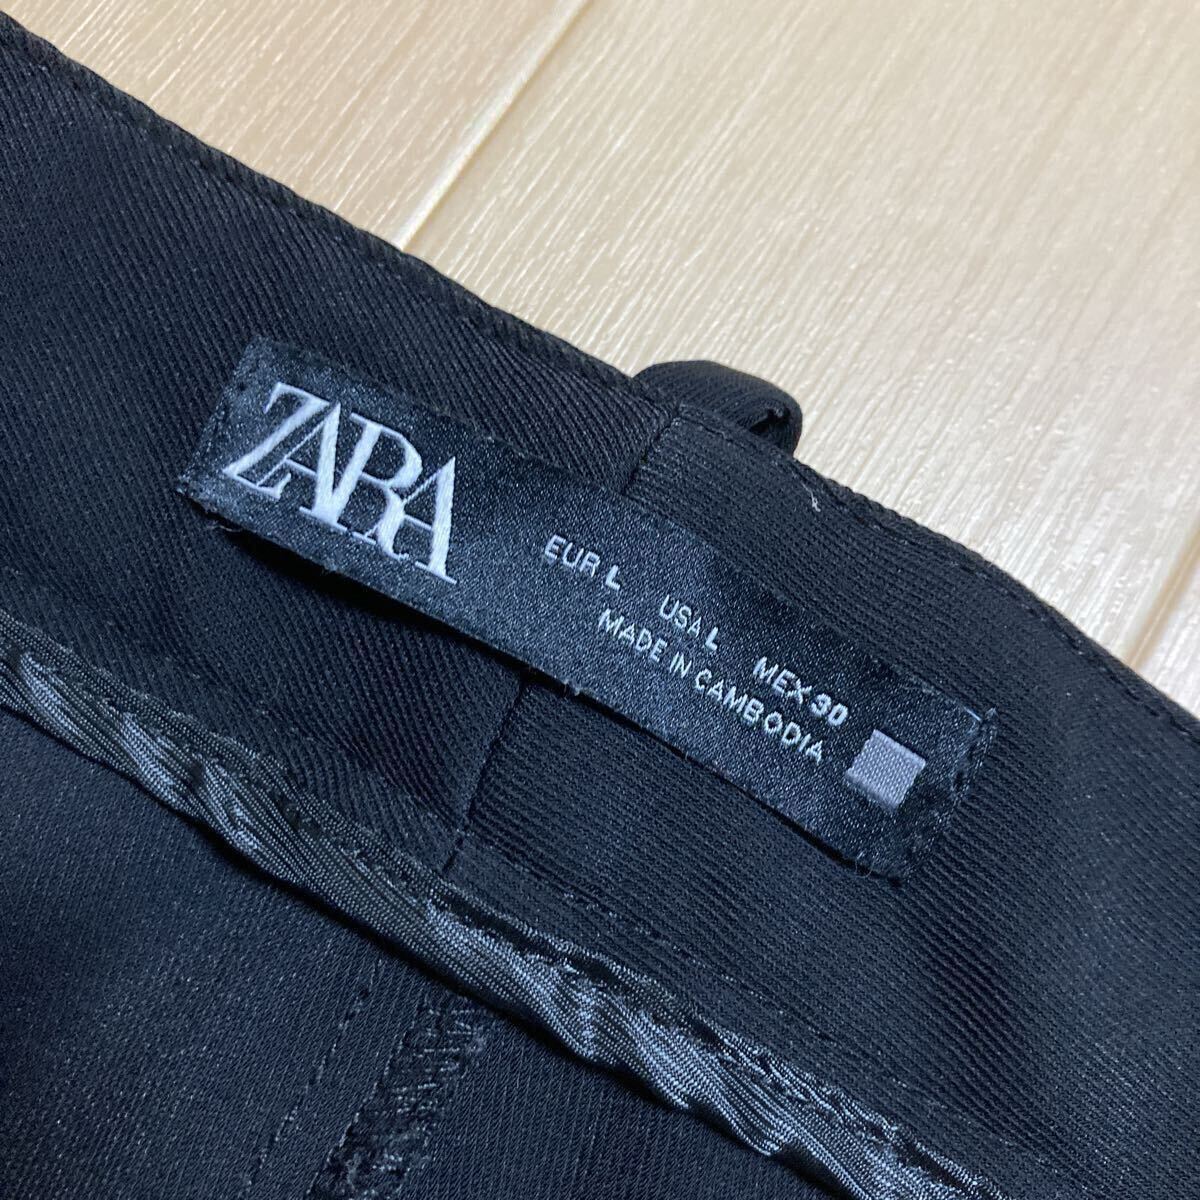 ZARA
EUR L USA L MEX 30
MADE IN CAMBODIA